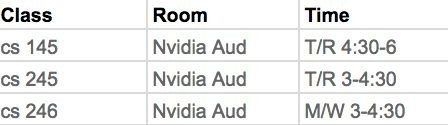 Class Room Time
cs 145 Nvidia Aud T/R 4:30-6
cs 245 Nvidia Aud T/R 3-4:30
cs 246 Nvidia Aud M/W 3-4:30